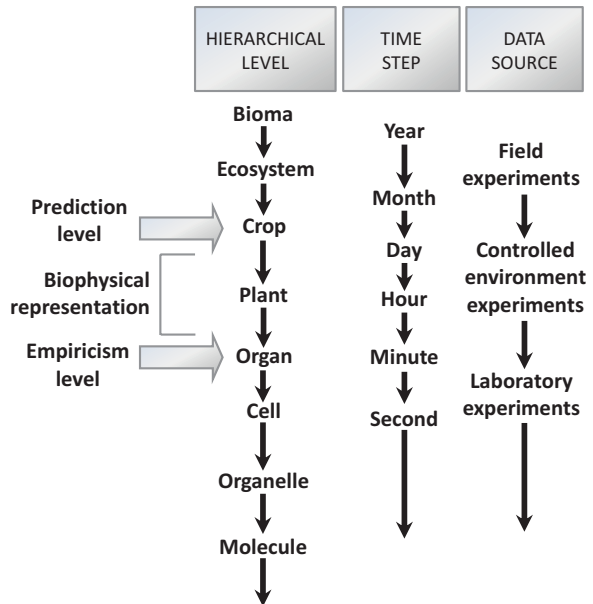 HIERARCHICAL
LEVEL
TIME
STEP
DATA
SOURCE
Bioma
Ecosystem
Crop
Plant
Organ
Cell
Organelle
Molecule
Prediction
level
Biophysical
representation
Empiricism
level
Year
Month
Day
Hour
Minute
Second
Field
experiments
Controlled
environment
experiments
Laboratory
experiments